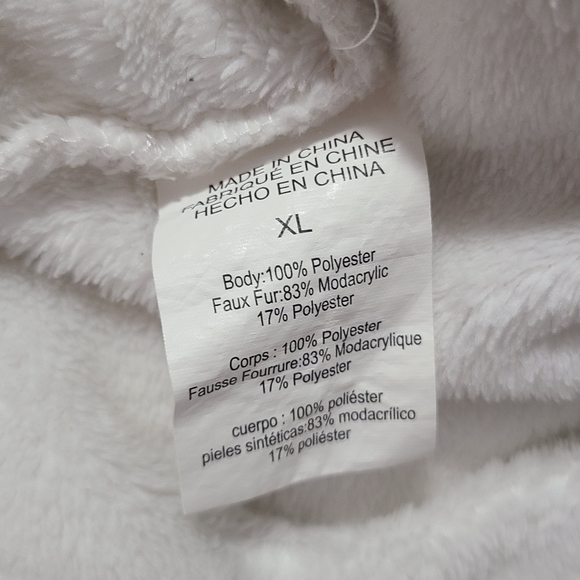 MADE IN CHINA
FABRIQUÉ EN CHINE
HECHO EN CHINA
XL
Body:100% Polyester
Faux Fur:83% Modacrylic
17% Polyester
Corps : 100% Polyester
Fausse Fourrure:83% Modacrylique
17% Polyester
cuerpo : 100% poliéster
pieles sintéticas:83% modacrílico
17% poliéster